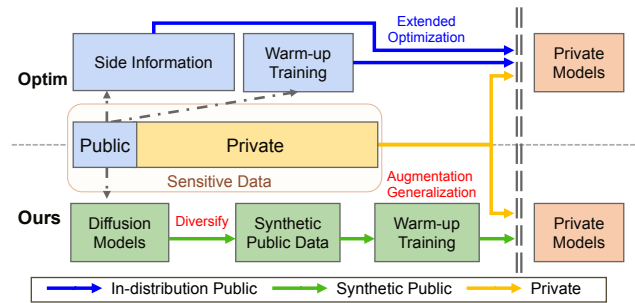 Extended
Optimization
Optim
Side Information
Warm-up
Training
Private
Models
Public
Private
Sensitive Data
Augmentation
Generalization
Ours
Diffusion
Models
Diversify
Synthetic
Public Data
Warm-up
Training
Private
Models
In-distribution Public
Synthetic Public
Private